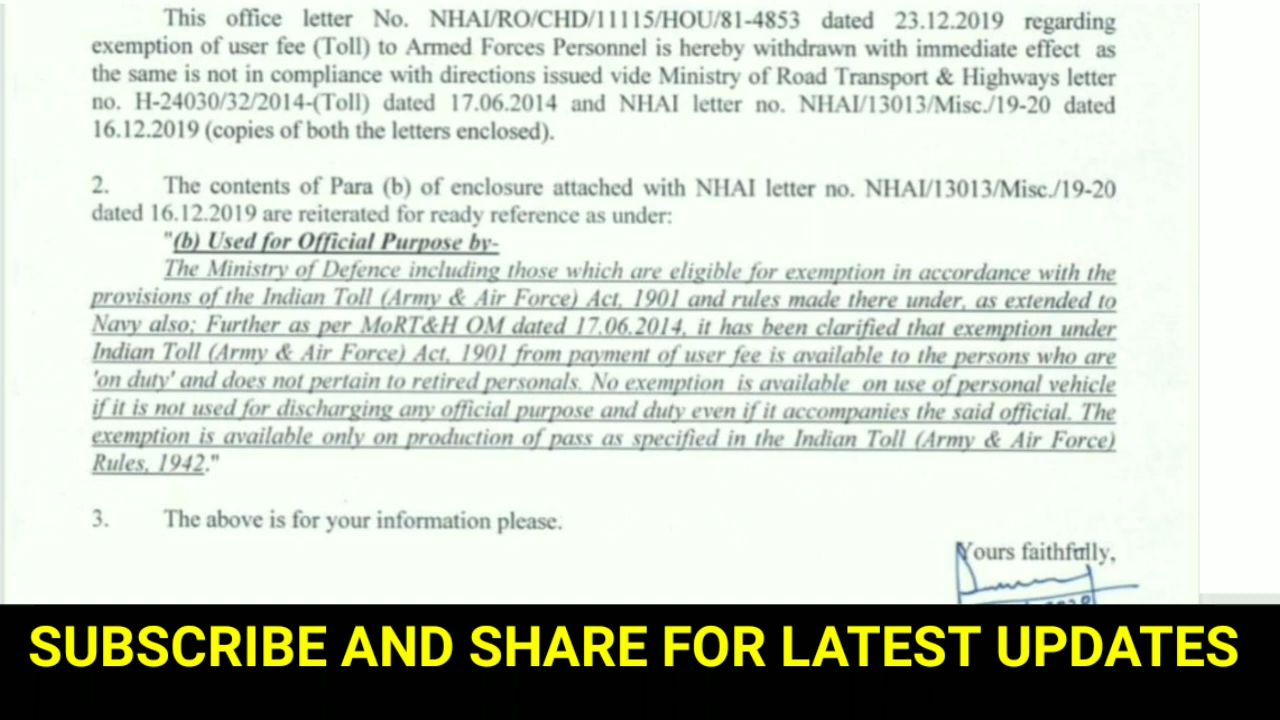 This office letter No. NHAI/RO/CHD/11115/HOU/81-4853 dated 23.12.2019 regarding
exemption of user fee (Toll) to Armed Forces Personnel is hereby withdrawn with immediate effect as
the same is not in compliance with directions issued vide Ministry of Road Transport & Highways letter
no. H-24030/32/2014-(Toll) dated 17.06.2014 and NHAI letter no. NHAI/13013/Misc./19-20 dated
16.12.2019 (copies of both the letters enclosed).
2. The contents of Para (b) of enclosure attached with NHAI letter no. NHAI/13013/Misc./19-20
dated 16.12.2019 are reiterated for ready reference as under:
"(b) Used for Official Purpose by-
The Ministry of Defence including those which are eligible for exemption in accordance with the
provisions of the Indian Toll (Army & Air Force) Act, 1901 and rules made there under, as extended to
Navy also; Further as per MoRT&H OM dated 17.06.2014, it has been clarified that exemption under
Indian Toll (Army & Air Force) Act, 1901 from payment of user fee is available to the persons who are
'on duty' and does not pertain to retired personals. No exemption is available on use of personal vehicle
if it is not used for discharging any official purpose and duty even if it accompanies the said official. The
exemption is available only on production of pass as specified in the Indian Toll (Army & Air Force)
Rules, 1942."
3. The above is for your information please.
Yours faithfully,
SUBSCRIBE AND SHARE FOR LATEST UPDATES